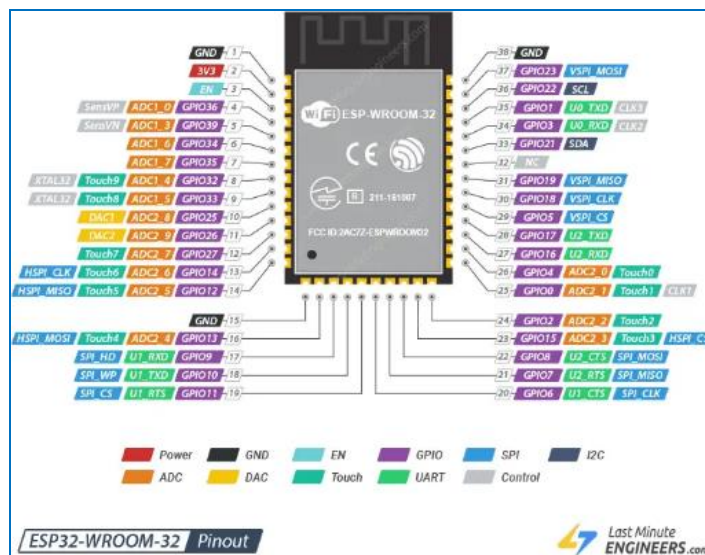 GND 1
3V3 2
EN 3
SensVP ADC1_0 GPIO36 4
SensVN ADC1_3 GPIO39 5
ADC1_6 GPIO34 6
ADC1_7 GPIO35 7
XTAL32 Touch9 ADC1_4 GPIO32 8
XTAL32 Touch8 ADC1_5 GPIO33 9
DAC1 ADC2_8 GPIO25 10
DAC2 ADC2_9 GPIO26 11
Touch7 ADC2_7 GPIO27 12
HSPI_CLK Touch6 ADC2_6 GPIO14 13
HSPI_MISO Touch5 ADC2_5 GPIO12 14
GND 15
HSPI_MOSI Touch4 ADC2_4 GPIO13 16
SPI_HD U1_RXD GPIO9 17
SPI_WP U1_TXD GPIO10 18
SPI_CS U1_RTS GPIO11 19
WiFi ESP-WROOM-32
CE
R 211-161007
38 GND
37 GPIO23 VSPI_MOSI
36 GPIO22 SCL
35 GPIO1 U0_TXD CLK3
34 GPIO3 U0_RXD CLK2
33 GPIO21 SDA
32 NC
31 GPIO19 VSPI_MISO
30 GPIO18 VSPI_CLK
29 GPIO5 VSPI_CS
28 GPIO17 U2_TXD
27 GPIO16 U2_RXD
26 GPIO4 ADC2_0 Touch0
25 GPIO0 ADC2_1 Touch1 CLK1
24 GPIO2 ADC2_2 Touch2
23 GPIO15 ADC2_3 Touch3 HSPI_CS
22 GPIO8 U2_CTS SPI_MOSI
21 GPIO7 U2_RTS SPI_MISO
20 GPIO6 U1_CTS SPI_CLK
Power GND EN GPIO SPI I2C
ADC DAC Touch UART Control
ESP32-WROOM-32 Pinout
Last Minute
ENGINEERS.com